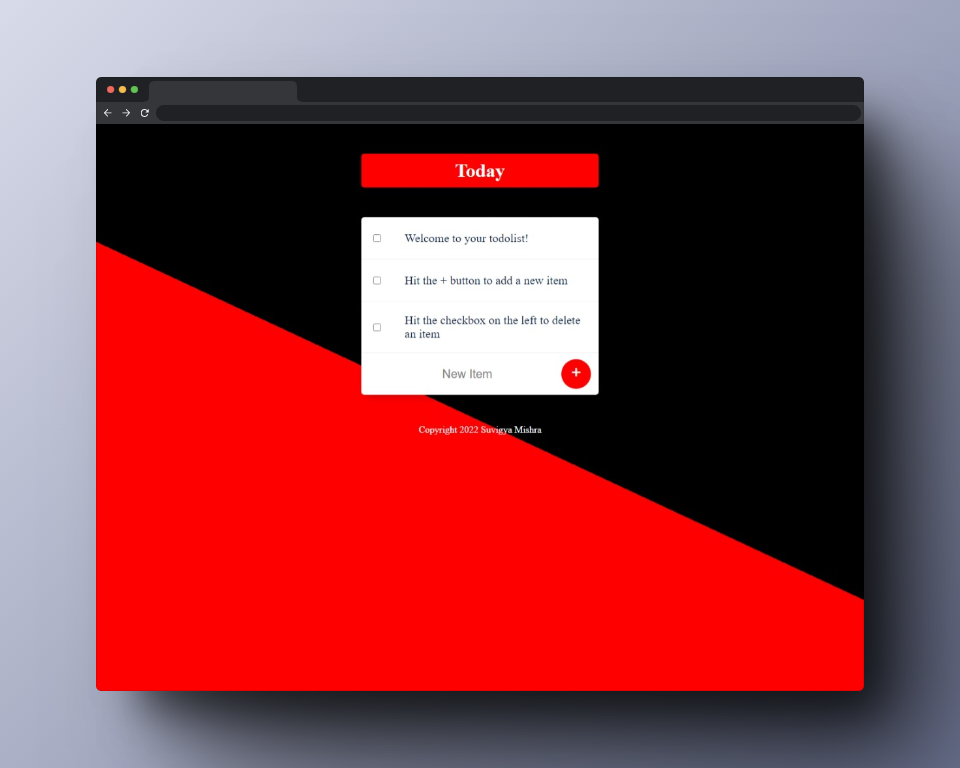 Today
Welcome to your todolist!
Hit the + button to add a new item
Hit the checkbox on the left to delete
an item
New Item
+
Copyright 2022 Suvigya Mishra